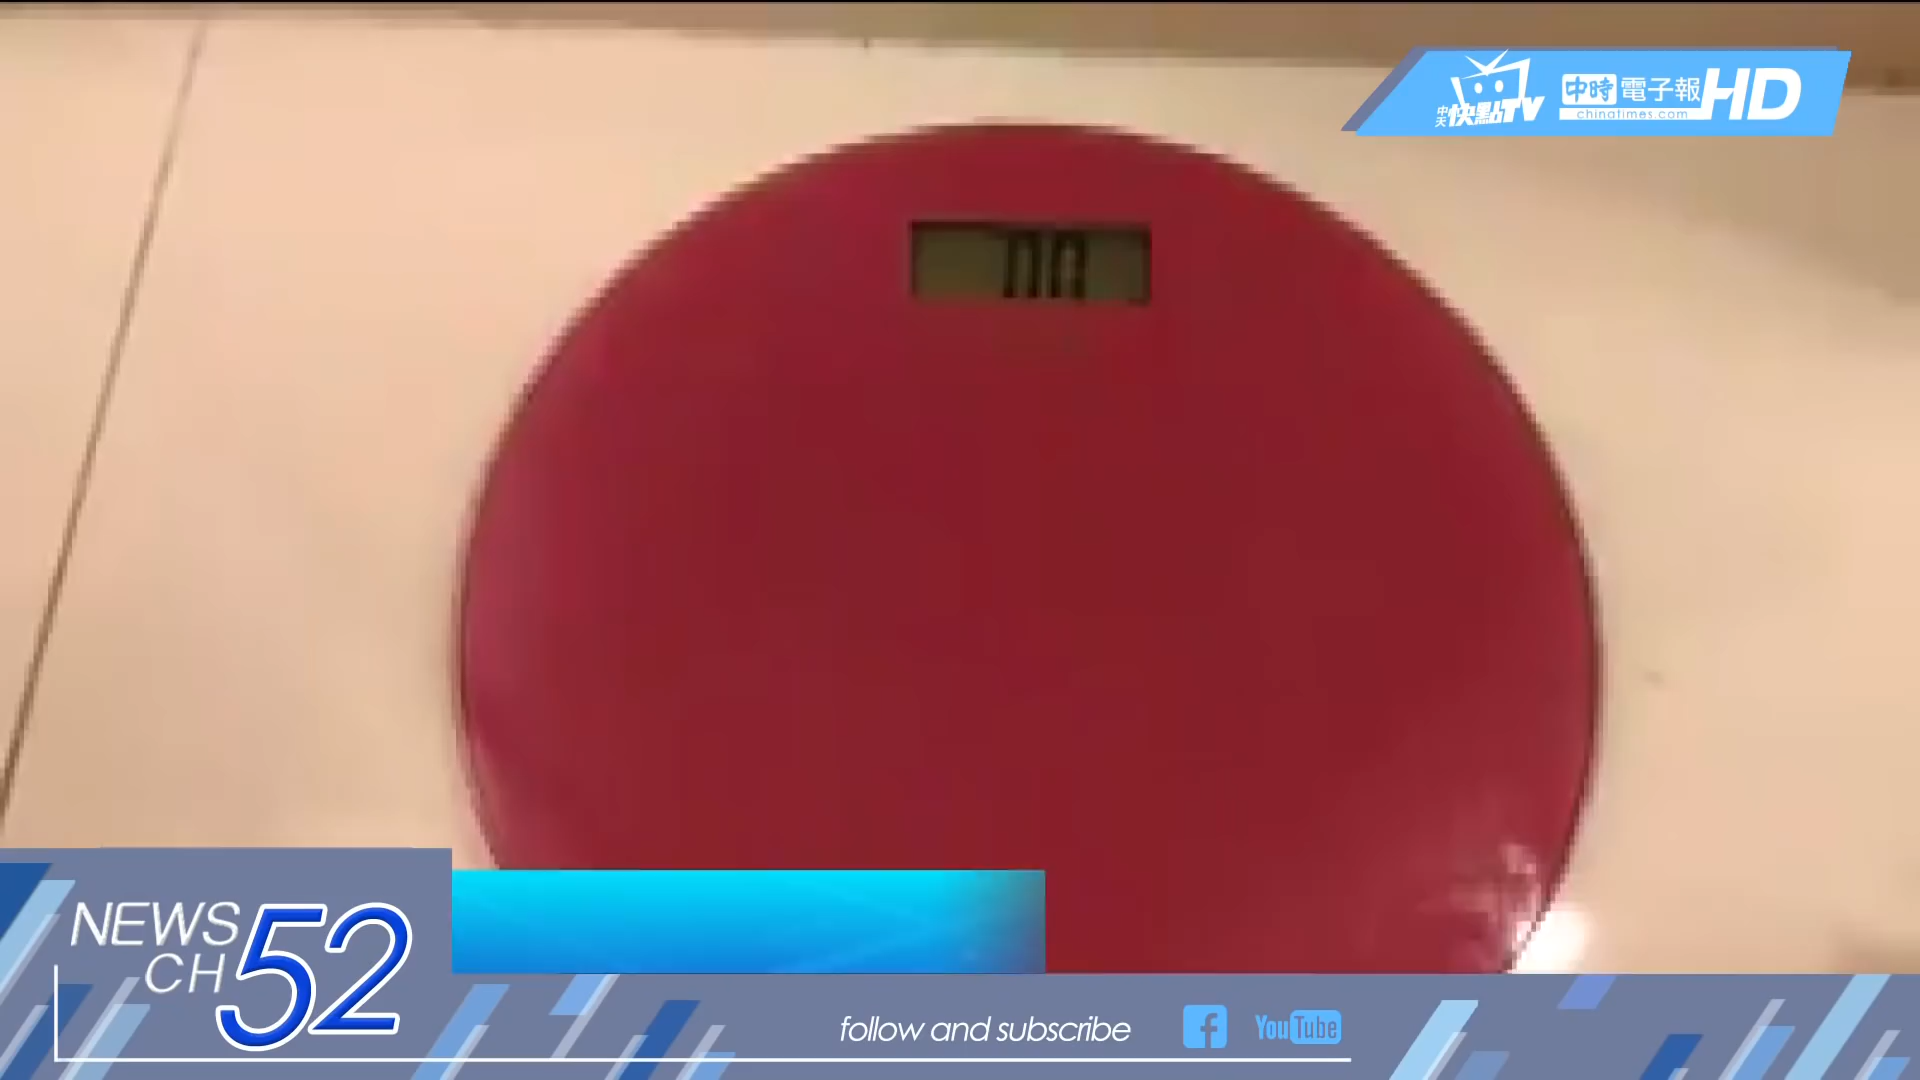 中天快點TV 中時電子報 HD
chinatimes.com
00
NEWS
CH 52
follow and subscribe
YouTube